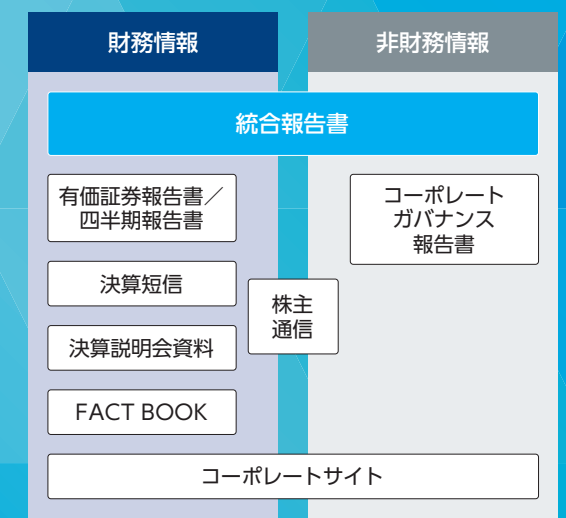 財務情報
非財務情報
統合報告書
有価証券報告書／
四半期報告書
コーポレート
ガバナンス
報告書
決算短信
株主
通信
決算説明会資料
FACT BOOK
コーポレートサイト